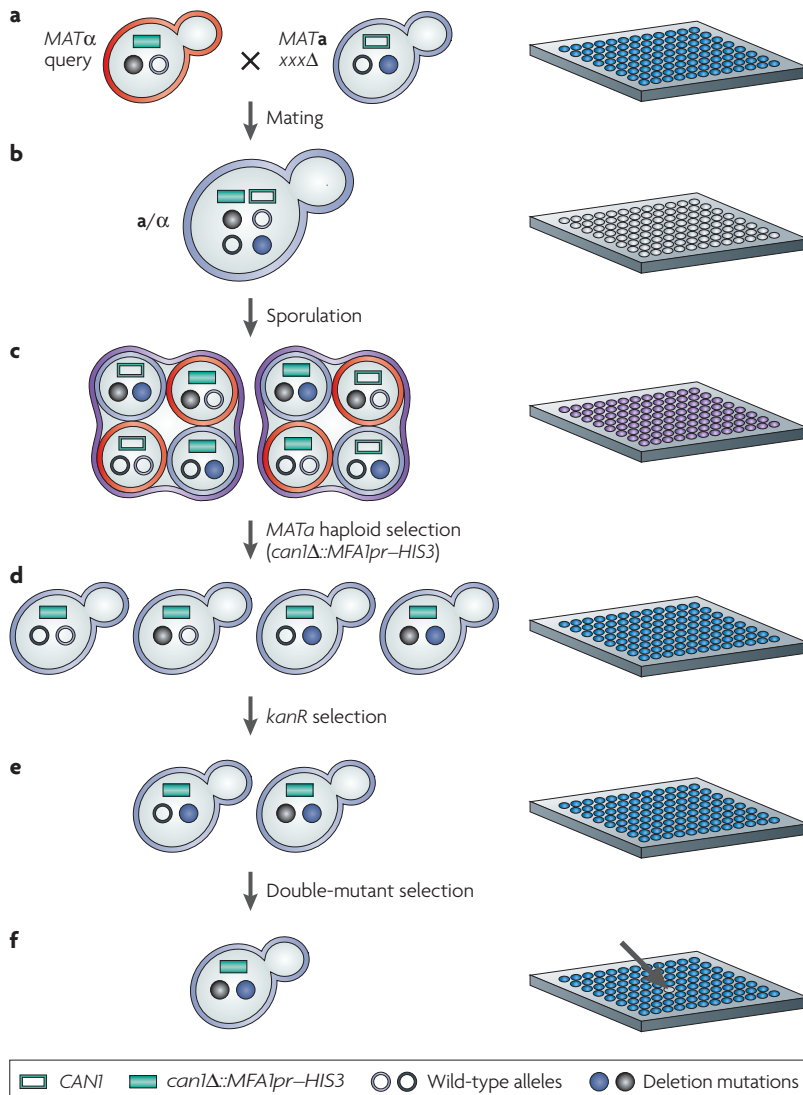 a
MATα
query
MATa
xxxΔ
Mating
b
a/α
Sporulation
c
MATa haploid selection
(can1Δ::MFA1pr–HIS3)
d
kanR selection
e
Double-mutant selection
f
CAN1 can1Δ::MFA1pr–HIS3 Wild-type alleles Deletion mutations